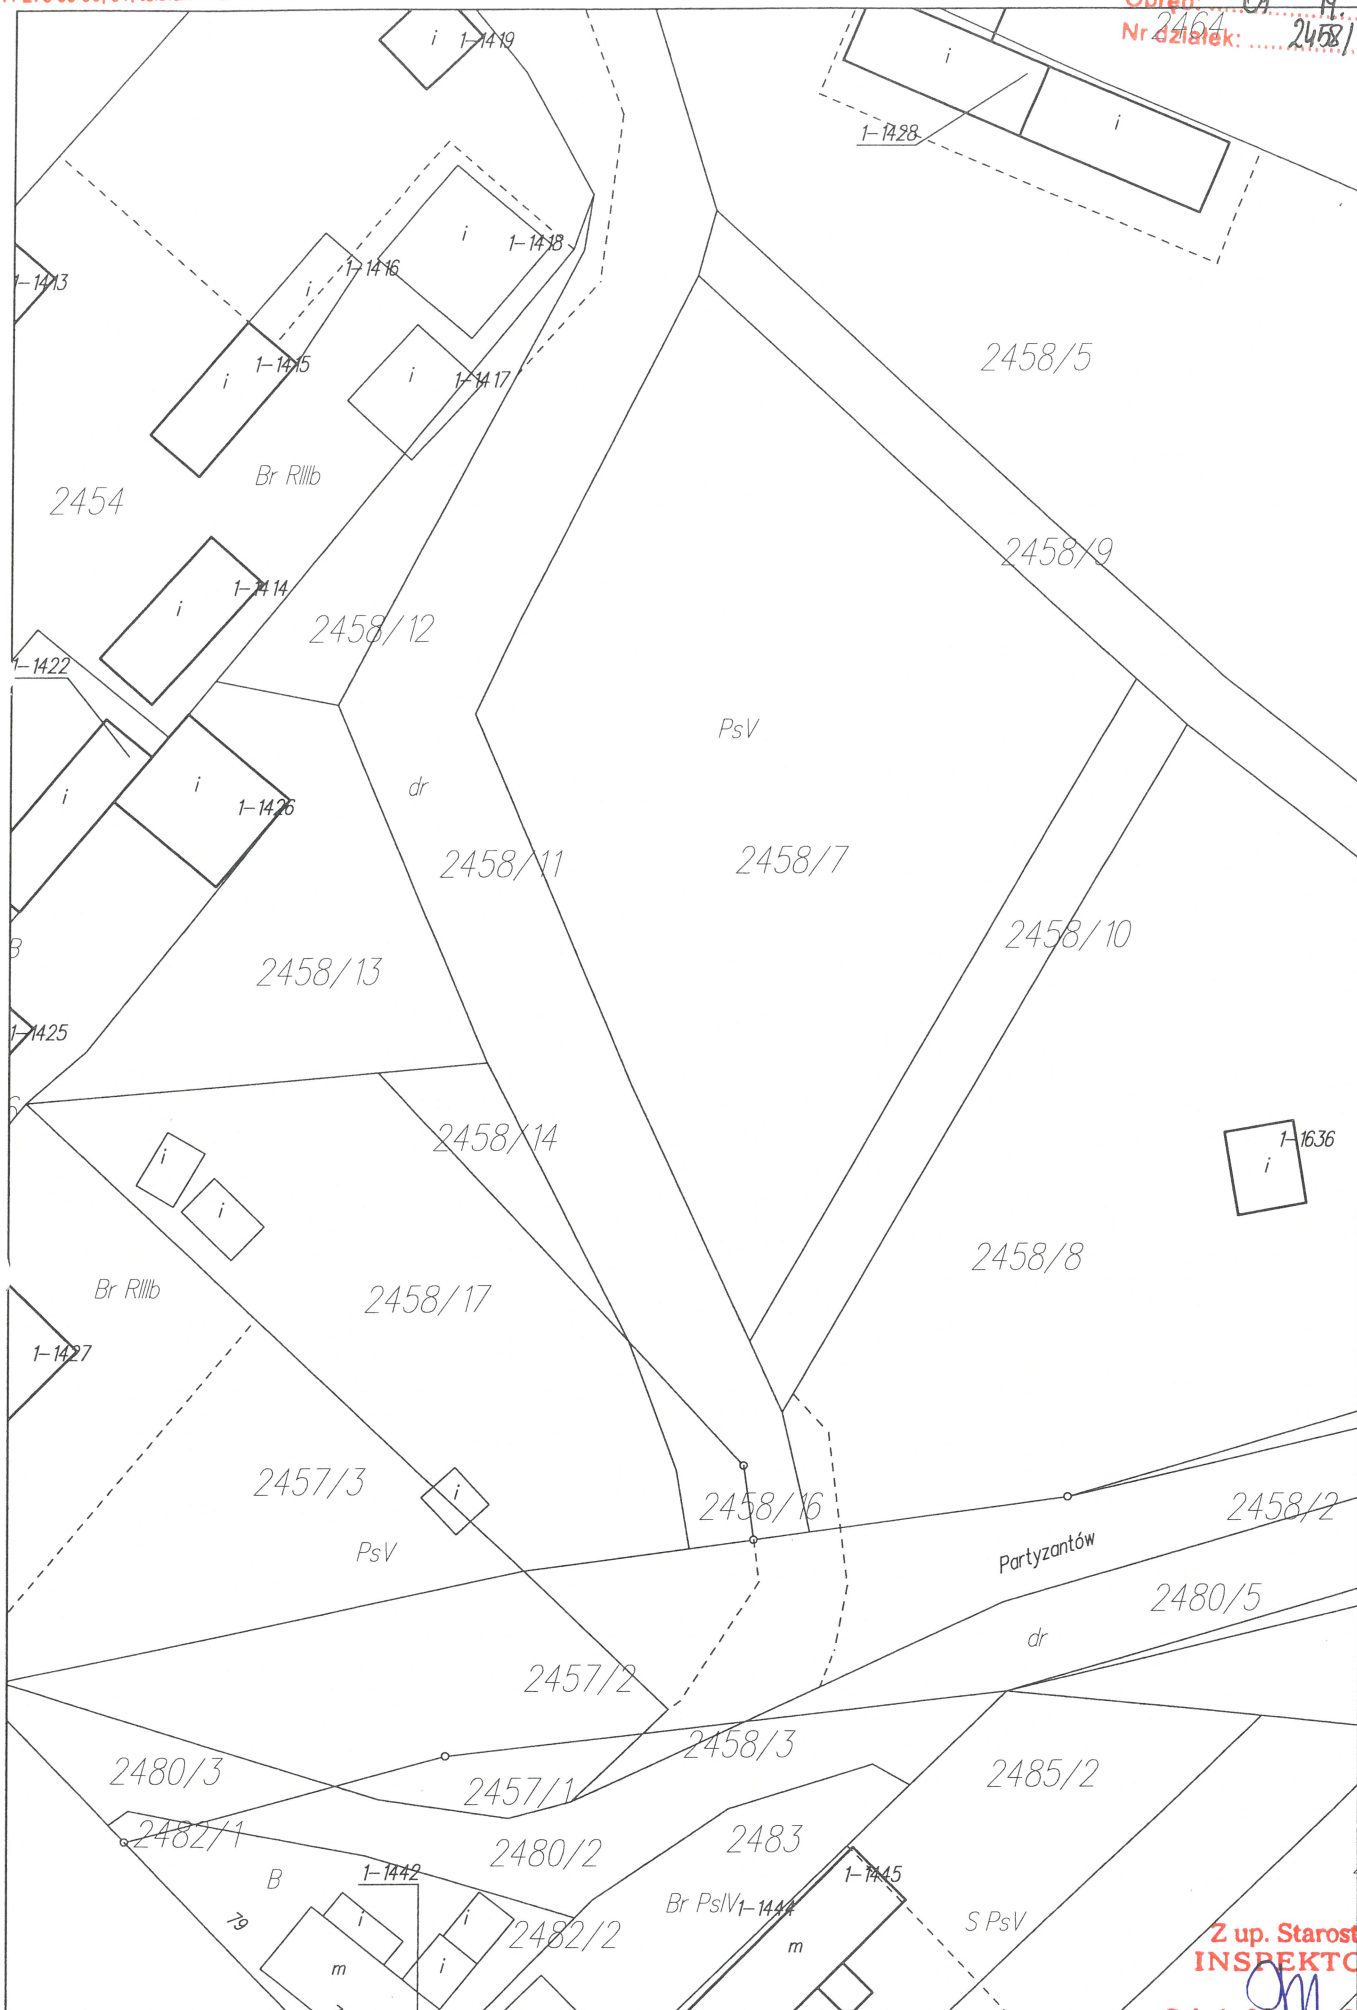 Nr działek: 2458/
2464
i
1-1419
i
1-1428
i
i
1-1418
1-1416
i
1-1413
2458/5
1-1415
i
i
1-1417
Br RIIIb
2454
2458/9
1-1414
i
2458/12
1-1422
PsV
dr
i
i
1-1426
2458/11
2458/7
2458/10
B
2458/13
1-1425
S
2458/14
1-1636
i
i
i
2458/8
Br RIIIb
2458/17
1-1427
2457/3
i
2458/16
2458/2
PsV
Partyzantów
2480/5
dr
2457/2
2458/3
2480/3
2457/1
2485/2
2482/1
2480/2
2483
B
1-1442
1-1445
Br PsIV
1-1444
79
i
i
2482/2
S PsV
m
m
i
Z up. Starost
INSPEKTO